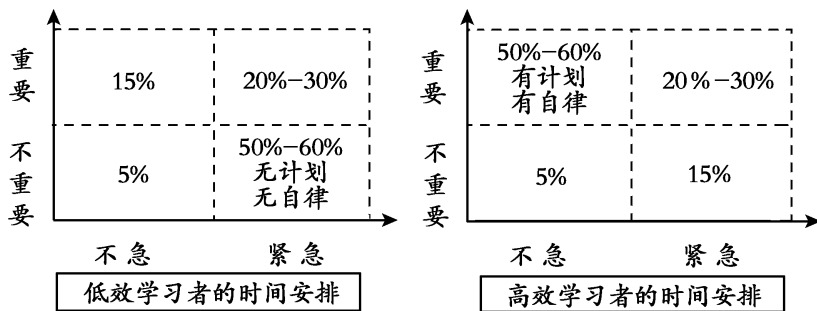 重要
15%
20%-30%
不重要
5%
50%-60%
无计划
无自律
不急
紧急
低效学习者的时间安排
重要
50%-60%
有计划
有自律
20%-30%
不重要
5%
15%
不急
紧急
高效学习者的时间安排